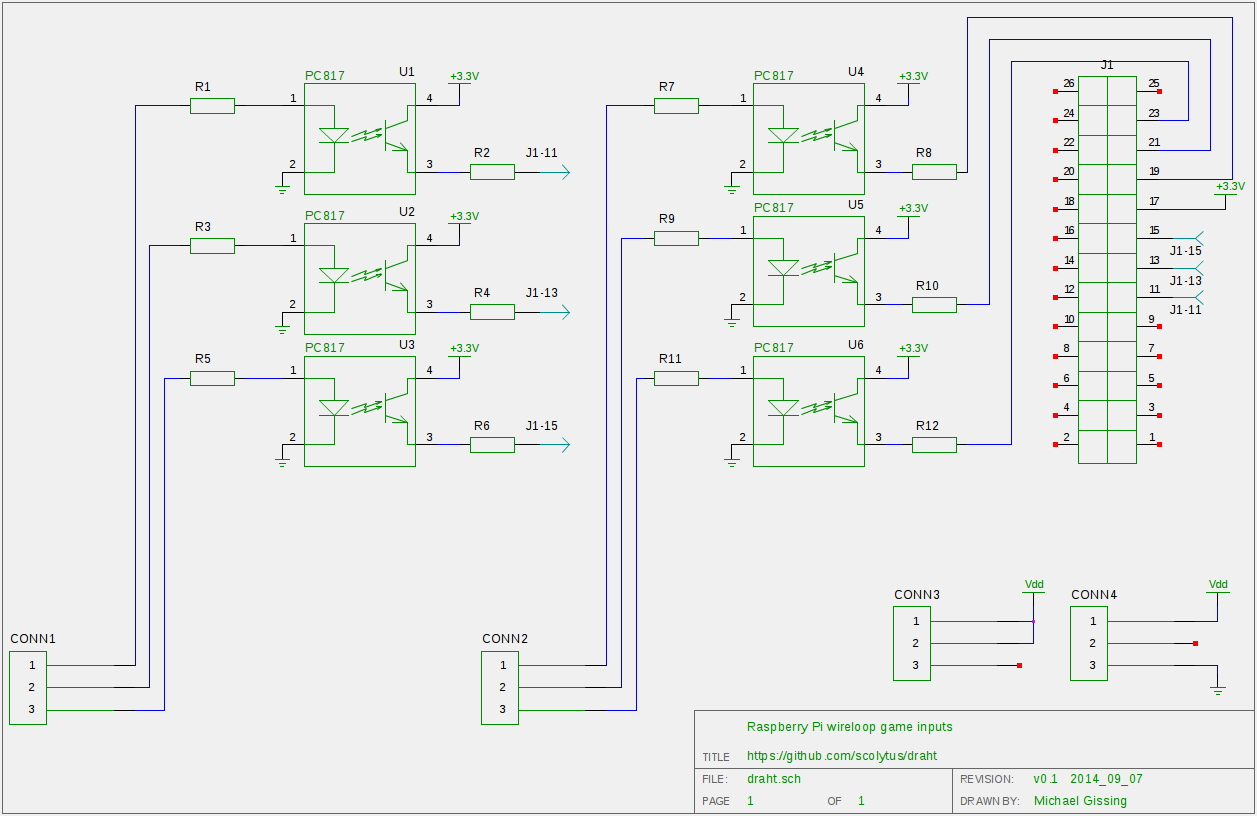 PC817 U1 +3.3V
R1 1 4
2 3 R2 J1-11
PC817 U2 +3.3V
R3 1 4
2 3 R4 J1-13
PC817 U3 +3.3V
R5 1 4
2 3 R6 J1-15
PC817 U4 +3.3V
R7 1 4
2 3 R8
PC817 U5 +3.3V
R9 1 4
2 3 R10
PC817 U6 +3.3V
R11 1 4
2 3 R12
J1
26 25
24 23
22 21
20 19
+3.3V
18 17
16 15
J1-15
14 13
J1-13
12 11
J1-11
10 9
8 7
6 5
4 3
2 1
CONN1
1
2
3
CONN2
1
2
3
CONN3 Vdd
1
2
3
CONN4 Vdd
1
2
3
Raspberry Pi wireloop game inputs
TITLE https://github.com/scolytus/draht
FILE: draht.sch
REVISION: v0.1 2014_09_07
PAGE 1 OF 1
DRAWN BY: Michael Gissing